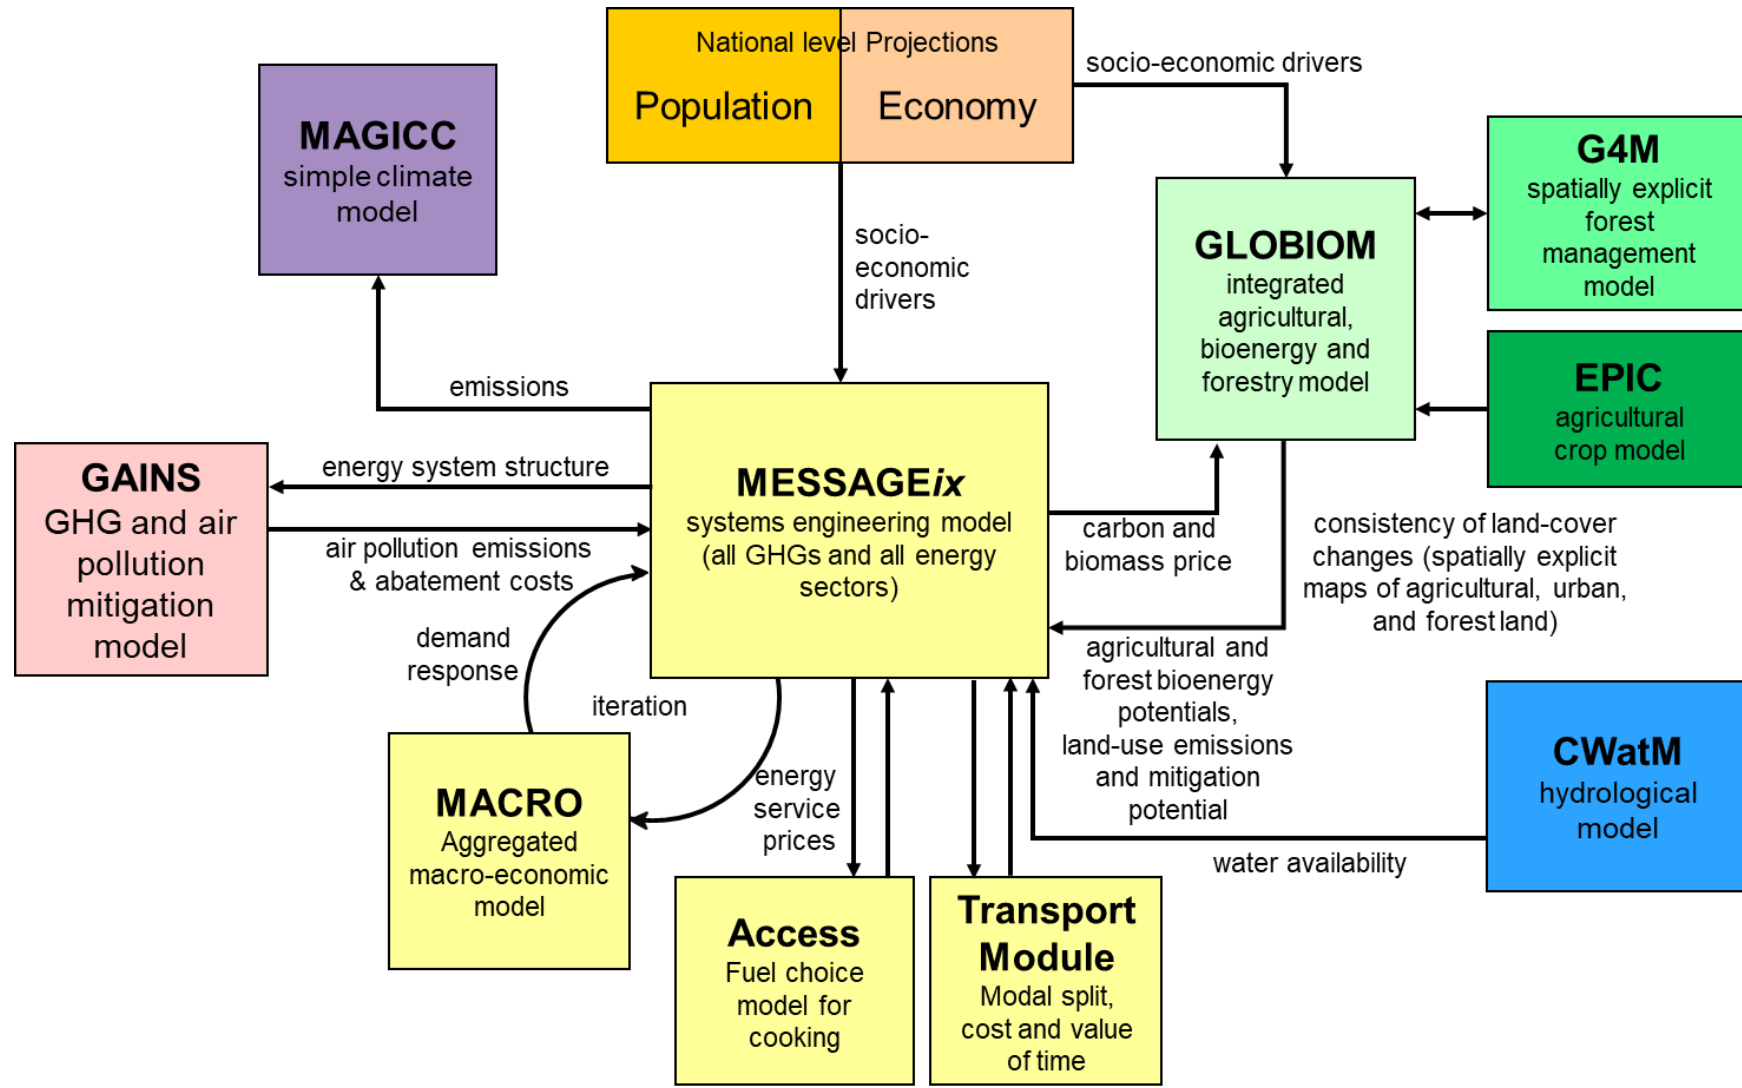 National level Projections
Population
Economy
socio-economic drivers
MAGICC
simple climate
model
G4M
spatially explicit
forest
management
model
socio-
economic
drivers
GLOBIOM
integrated
agricultural,
bioenergy and
forestry model
EPIC
agricultural
crop model
emissions
GAINS
GHG and air
pollution
mitigation
model
energy system structure
air pollution emissions
& abatement costs
MESSAGEix
systems engineering model
(all GHGs and all energy
sectors)
carbon and
biomass price
consistency of land-cover
changes (spatially explicit
maps of agricultural, urban,
and forest land)
demand
response
iteration
agricultural and
forest bioenergy
potentials,
land-use emissions
and mitigation
potential
CWatM
hydrological
model
water availability
MACRO
Aggregated
macro-economic
model
energy
service
prices
Access
Fuel choice
model for
cooking
Transport
Module
Modal split,
cost and value
of time